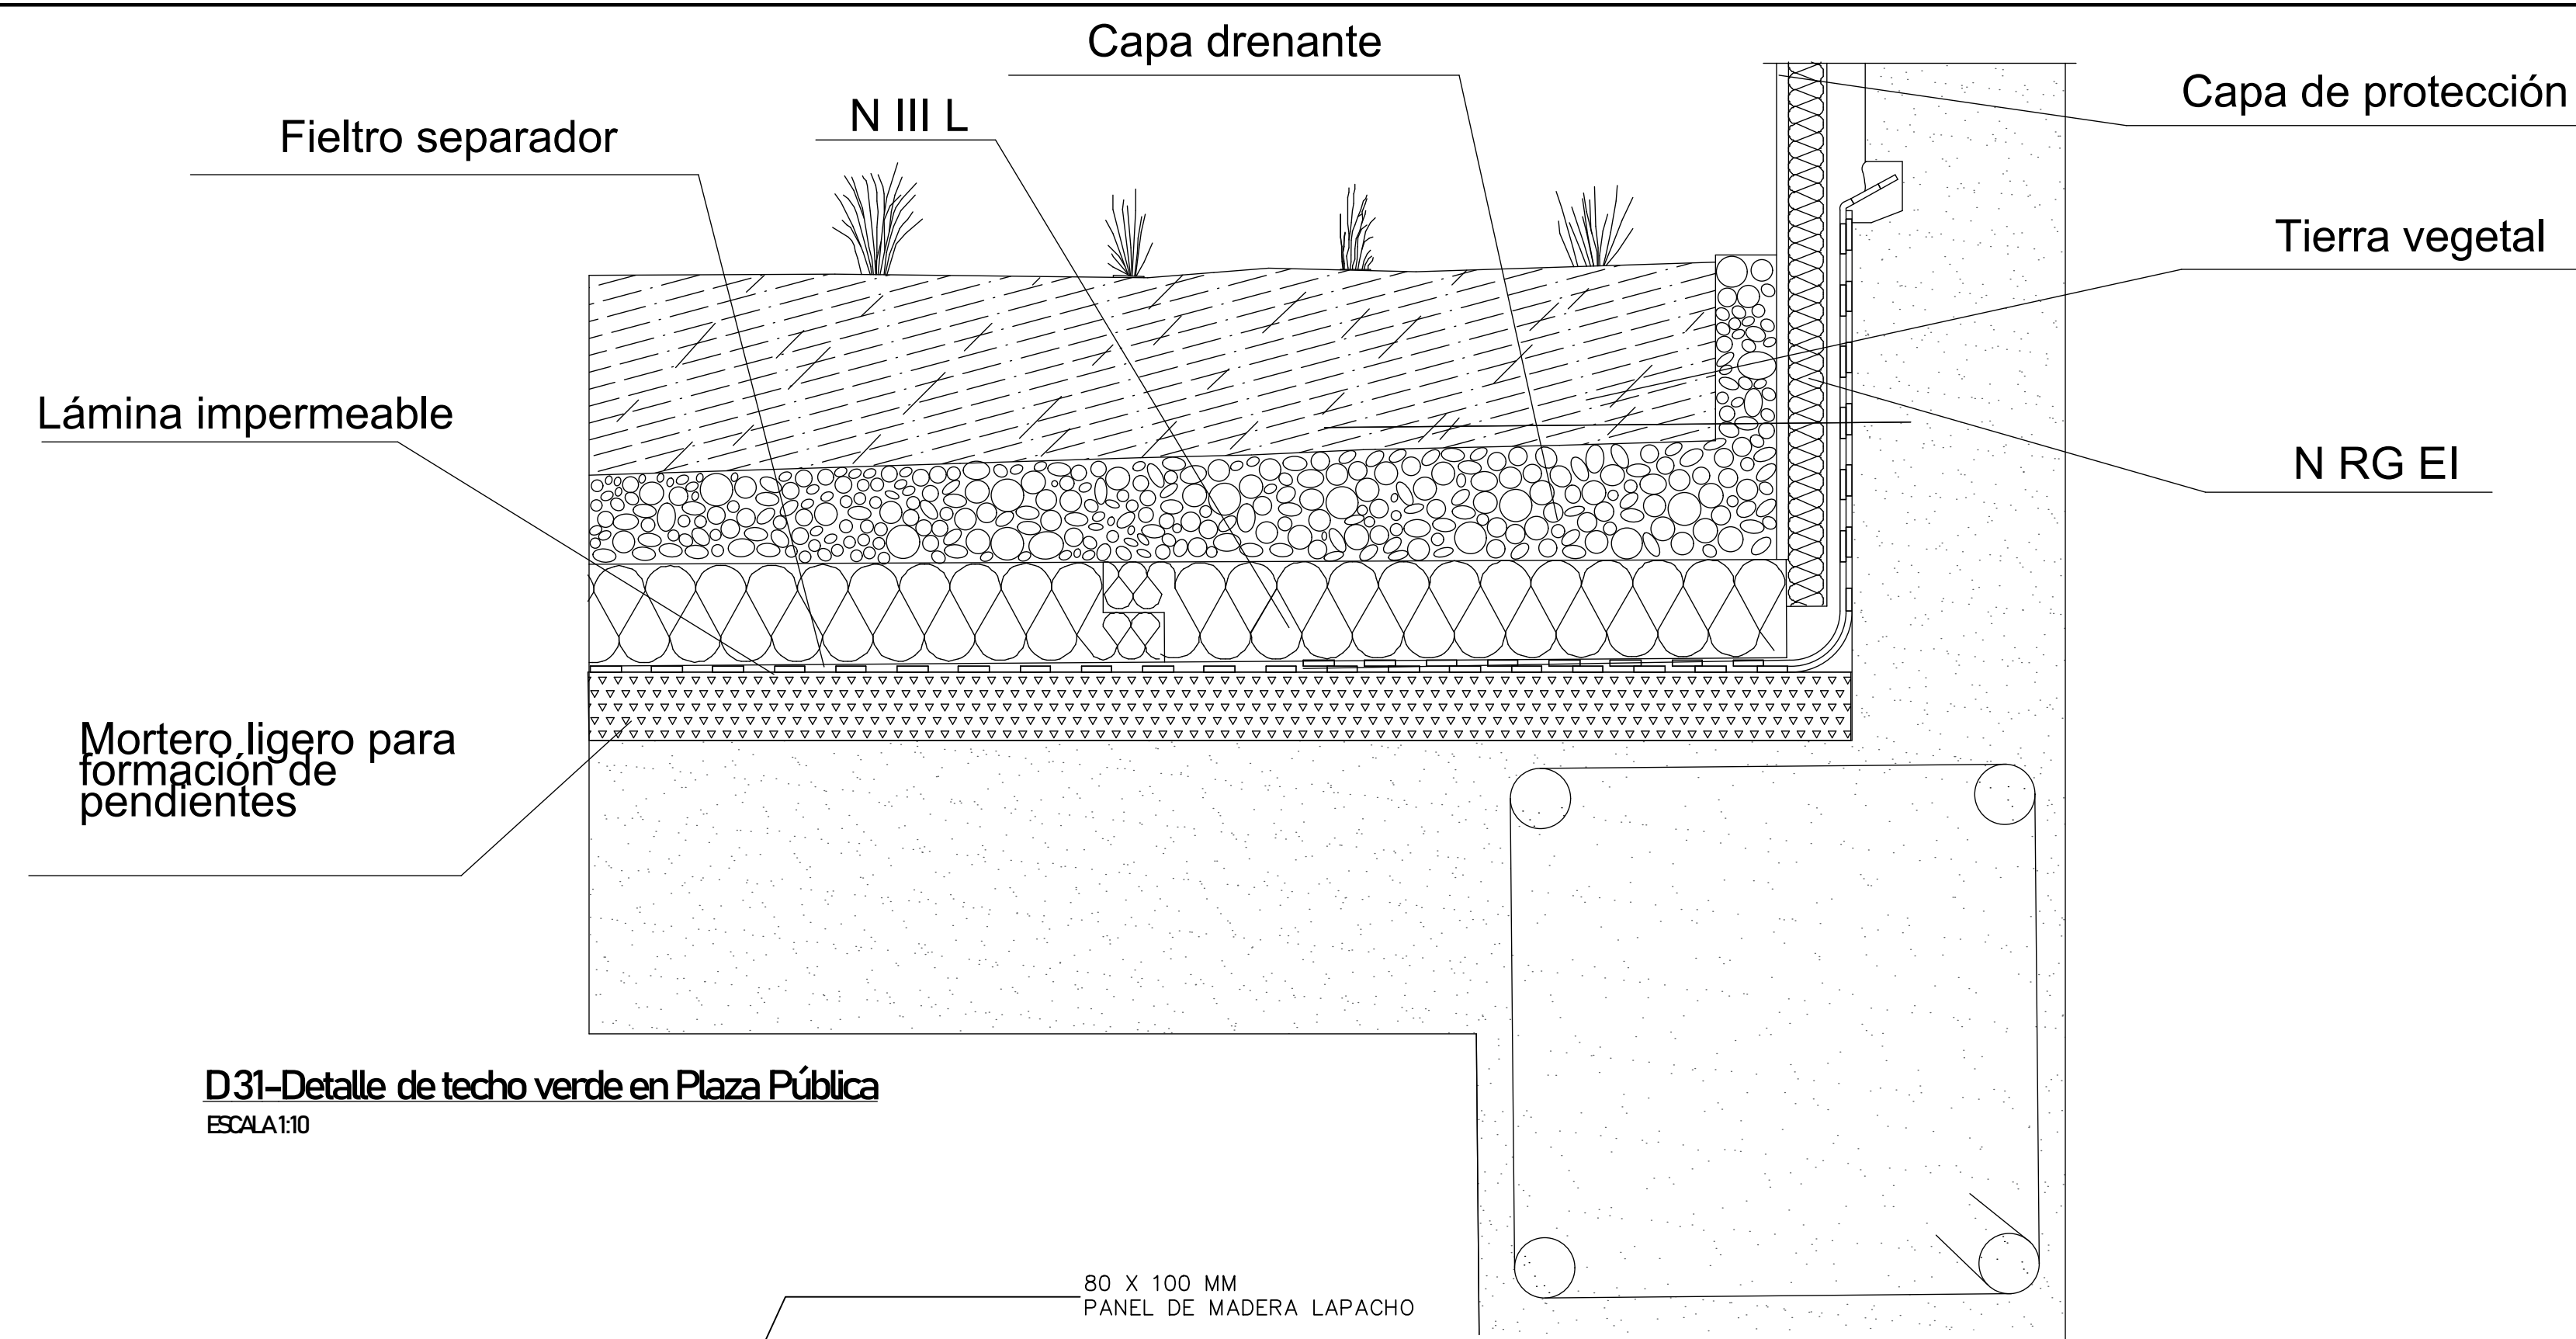 Capa drenante
Capa de protección
N III L
Fieltro separador
Tierra vegetal
Lámina impermeable
N RG EI
Mortero ligero para
formación de
pendientes
D31-Detalle de techo verde en Plaza Pública
ESCALA 1:10
80 X 100 MM
PANEL DE MADERA LAPACHO